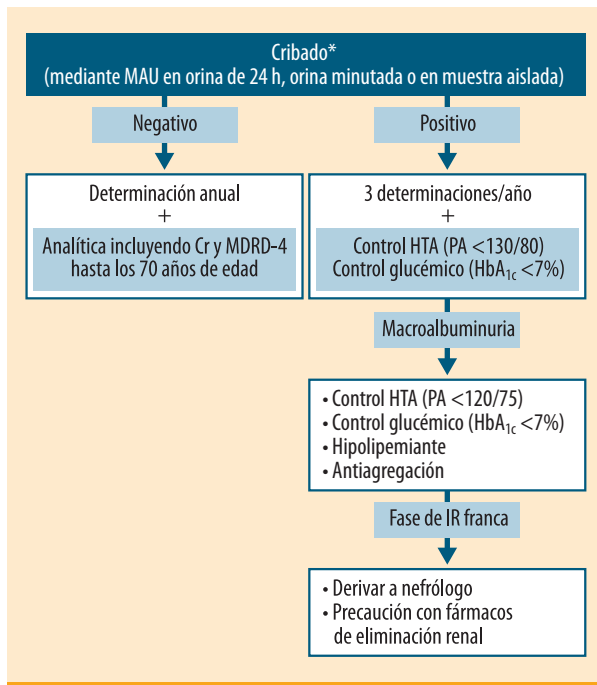 Cribado*
(mediante MAU en orina de 24 h, orina minutada o en muestra aislada)
Negativo
Positivo
Determinación anual
+
Analítica incluyendo Cr y MDRD-4
hasta los 70 años de edad
3 determinaciones/año
+
Control HTA (PA <130/80)
Control glucémico (HbA1c <7%)
Macroalbuminuria
• Control HTA (PA <120/75)
• Control glucémico (HbA1c <7%)
• Hipolipemiante
• Antiagregación
Fase de IR franca
• Derivar a nefrólogo
• Precaución con fármacos
de eliminación renal